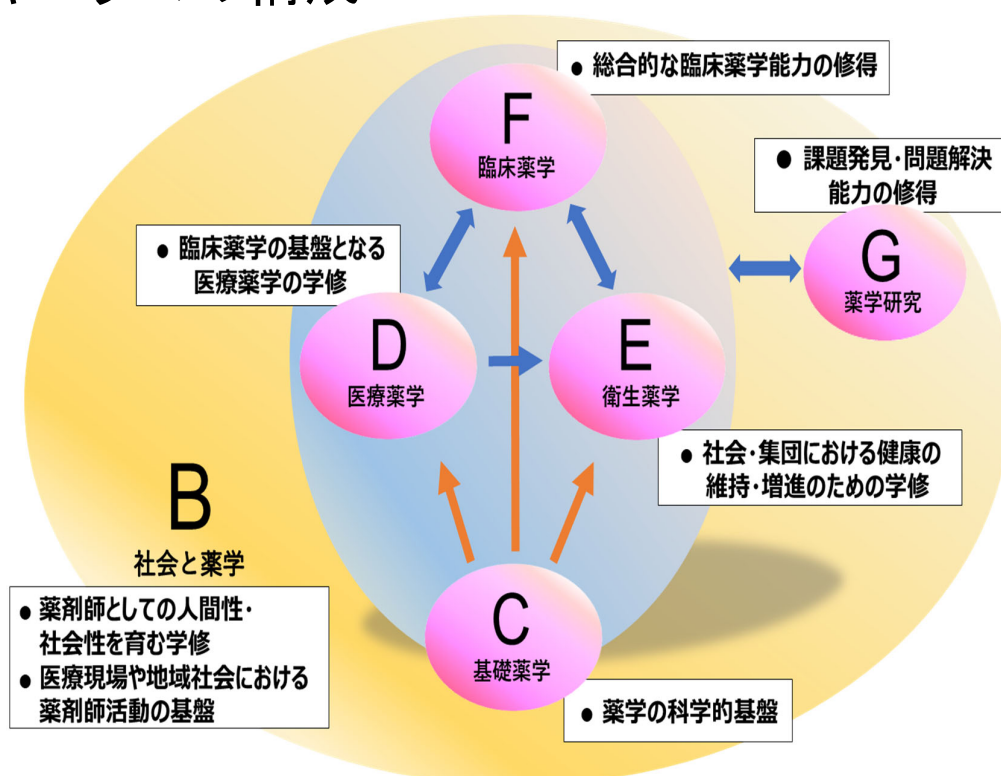 の構成
● 総合的な臨床薬学能力の修得
F
臨床薬学
● 課題発見・問題解決
能力の修得
G
薬学研究
● 臨床薬学の基盤となる
医療薬学の学修
D
医療薬学
E
衛生薬学
● 社会・集団における健康の
維持・増進のための学修
B
社会と薬学
● 薬剤師としての人間性・
社会性を育む学修
● 医療現場や地域社会における
薬剤師活動の基盤
C
基礎薬学
● 薬学の科学的基盤